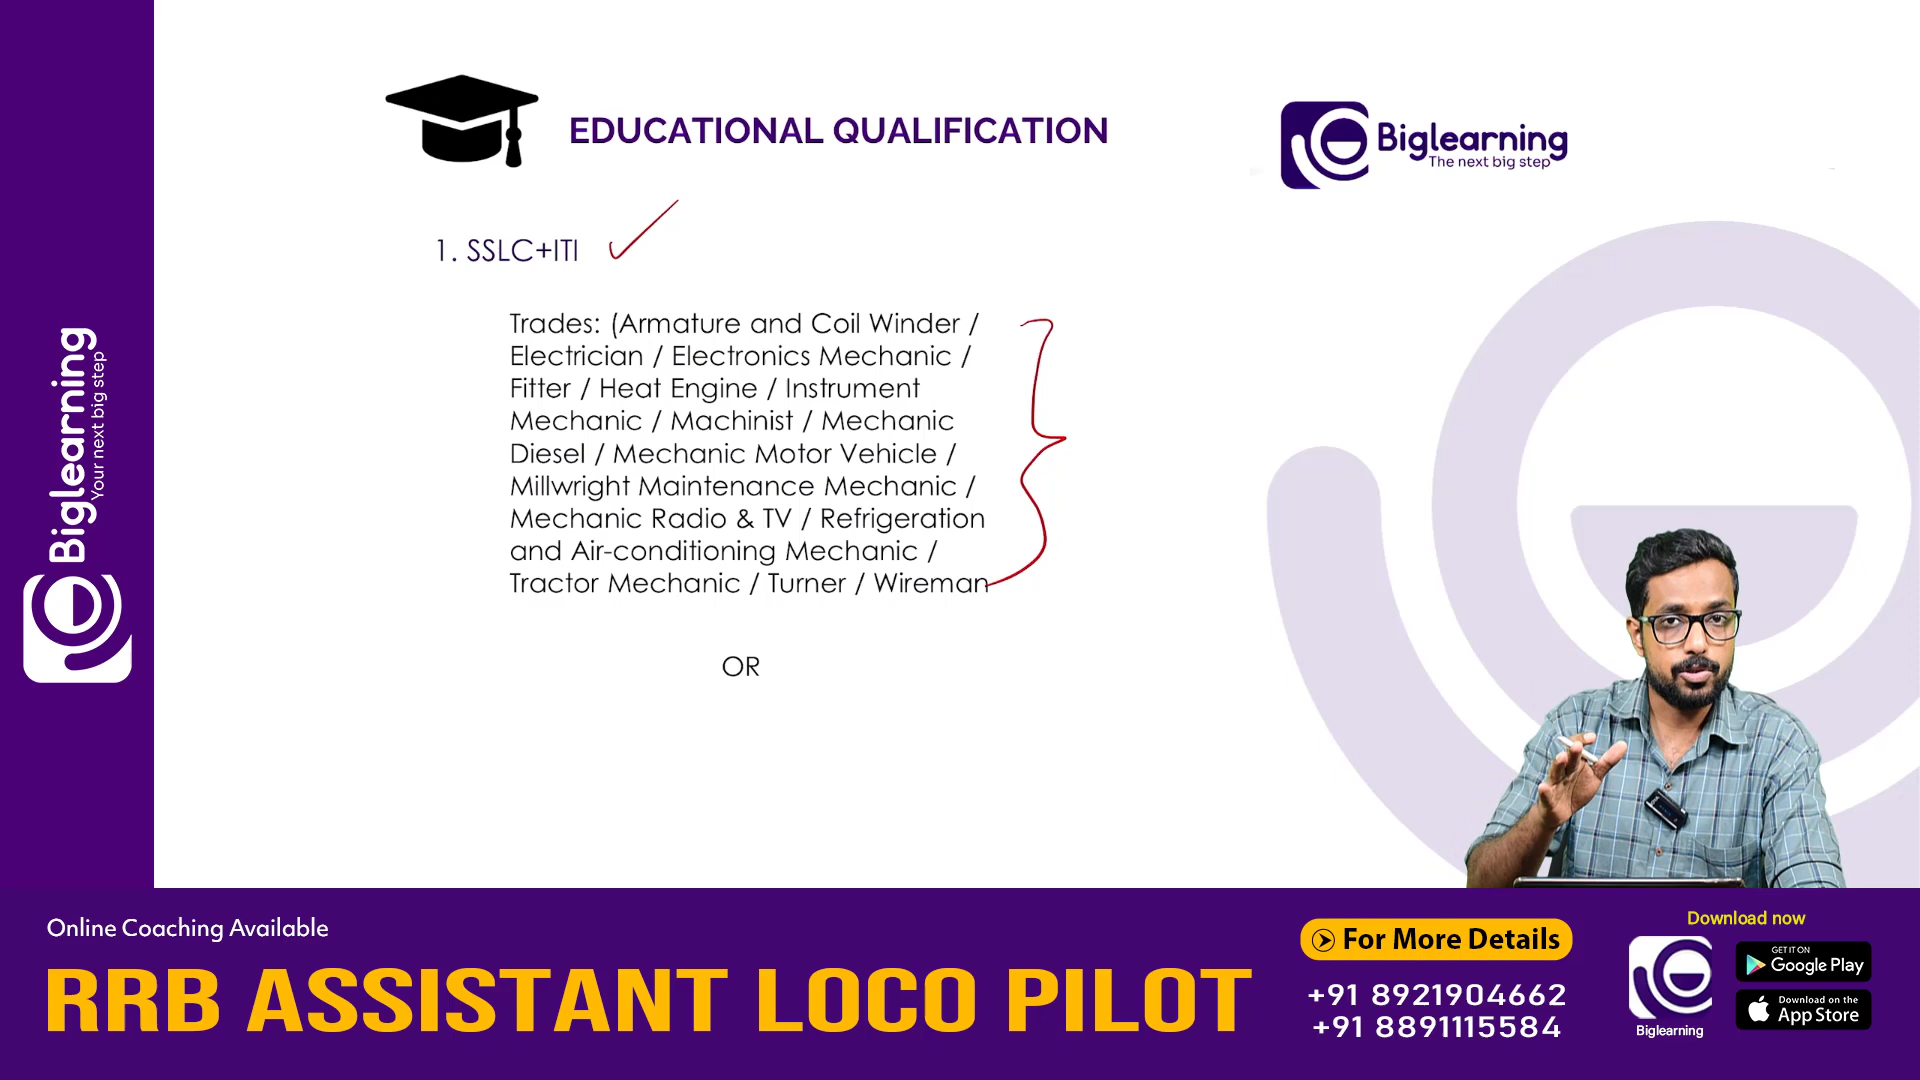 EDUCATIONAL QUALIFICATION
Biglearning
The next big step
1. SSLC+ITI
Trades: (Armature and Coil Winder /
Electrician / Electronics Mechanic /
Fitter / Heat Engine / Instrument
Mechanic / Machinist / Mechanic
Diesel / Mechanic Motor Vehicle /
Millwright Maintenance Mechanic /
Mechanic Radio & TV / Refrigeration
and Air-conditioning Mechanic /
Tractor Mechanic / Turner / Wireman
OR
Biglearning
Your next big step
Online Coaching Available
RRB ASSISTANT LOCO PILOT
For More Details
+91 8921904662
+91 8891115584
Download now
Biglearning
GET IT ON
Google Play
Download on the
App Store